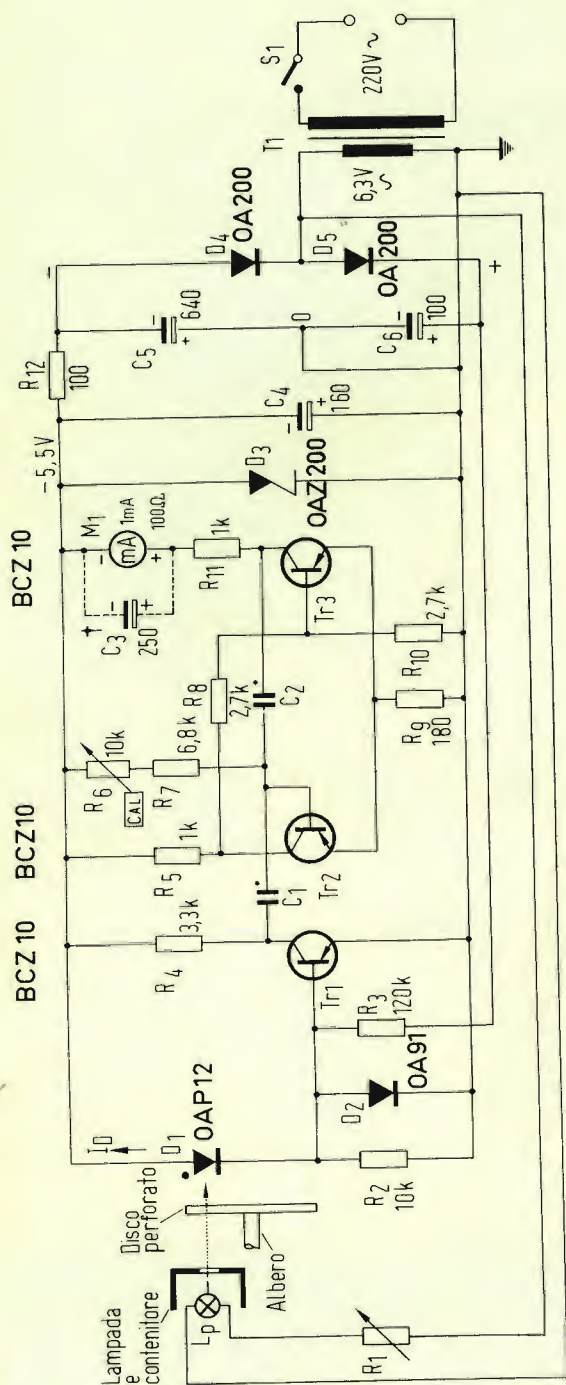 BCZ 10
BCZ10
BCZ 10
Lampada
e
contenitore
Lp
Disco
perforato
Albero
R1
ID
D1
OAP12
R2
10k
D2
OA91
R3
120k
R4
3,3k
Tr1
C1
R5
1k
Tr2
R6
10k
CAL
R7
6,8k
R8
2,7k
C2
C3
250
+
- +
M1
mA
1mA
100Ω
- +
R11
1k
Tr3
R9
180
R10
2,7k
-5,5V
D3
OAZ200
C4
- +
160
R12
100
-
C5
- +
640
0
C6
- +
100
+
D4
OA200
D5
OA200
T1
6,3V
~
S1
220V ~